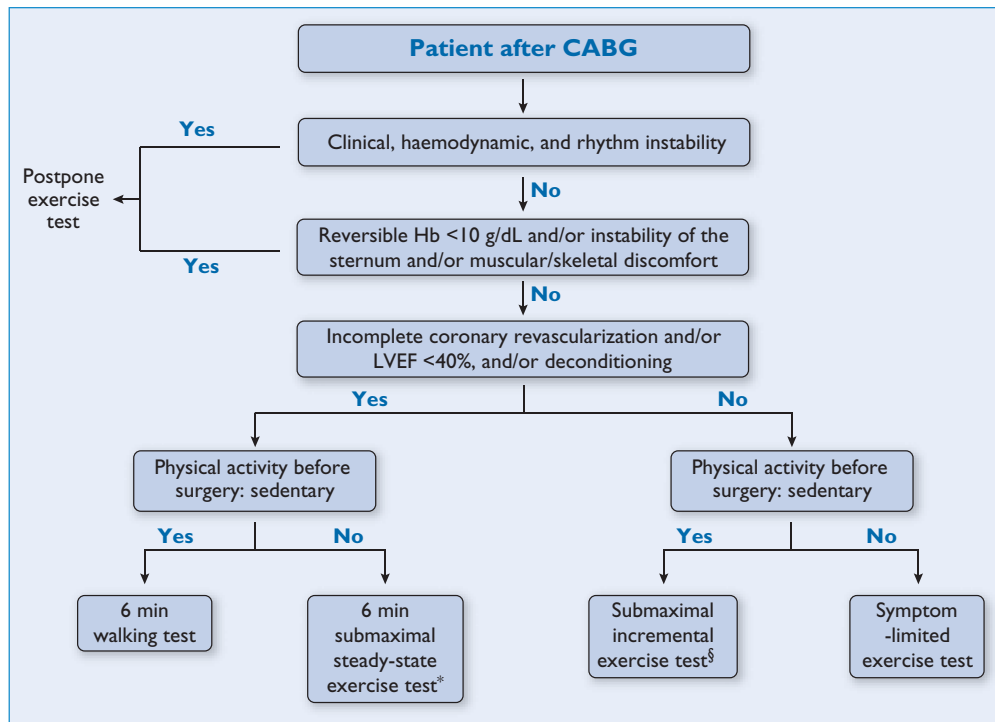 Patient after CABG
Yes
Clinical, haemodynamic, and rhythm instability
Postpone
exercise
test
No
Reversible Hb <10 g/dL and/or instability of the
sternum and/or muscular/skeletal discomfort
Yes
No
Incomplete coronary revascularization and/or
LVEF <40%, and/or deconditioning
Yes
No
Physical activity before
surgery: sedentary
Physical activity before
surgery: sedentary
Yes
No
Yes
No
6 min
walking test
6 min
submaximal
steady-state
exercise test*
Submaximal
incremental
exercise test§
Symptom
-limited
exercise test